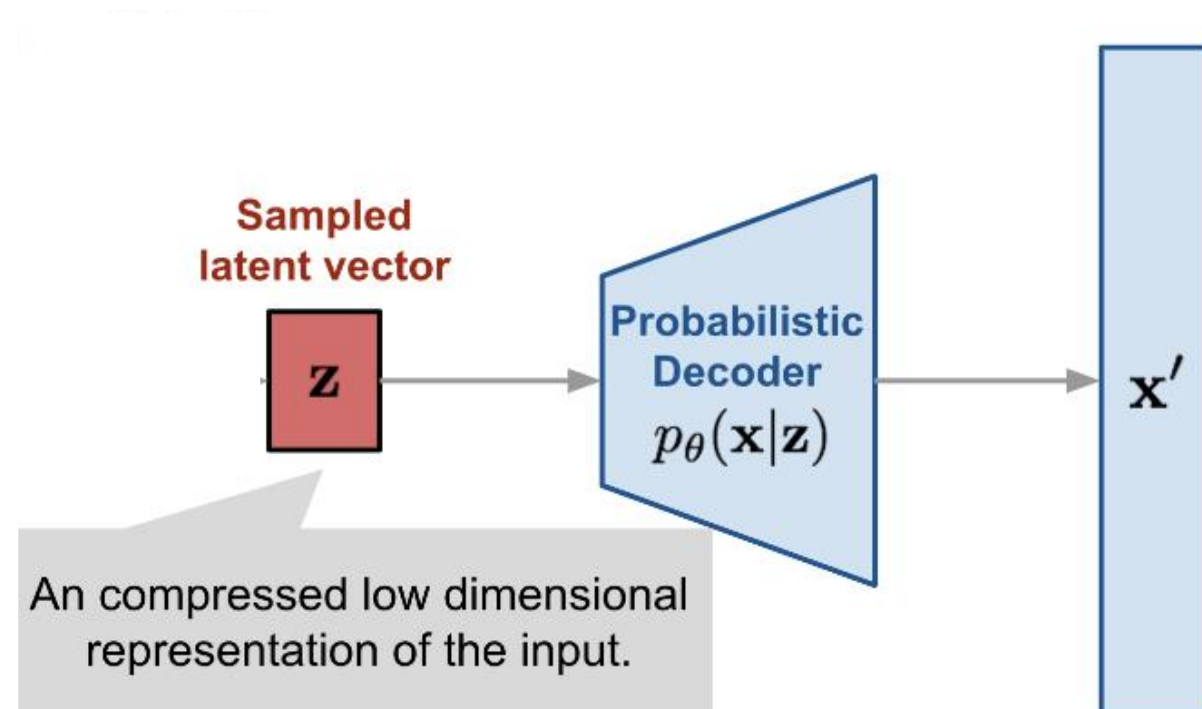 Sampled
latent vector
z
Probabilistic
Decoder
pθ(x|z)
x′
An compressed low dimensional
representation of the input.